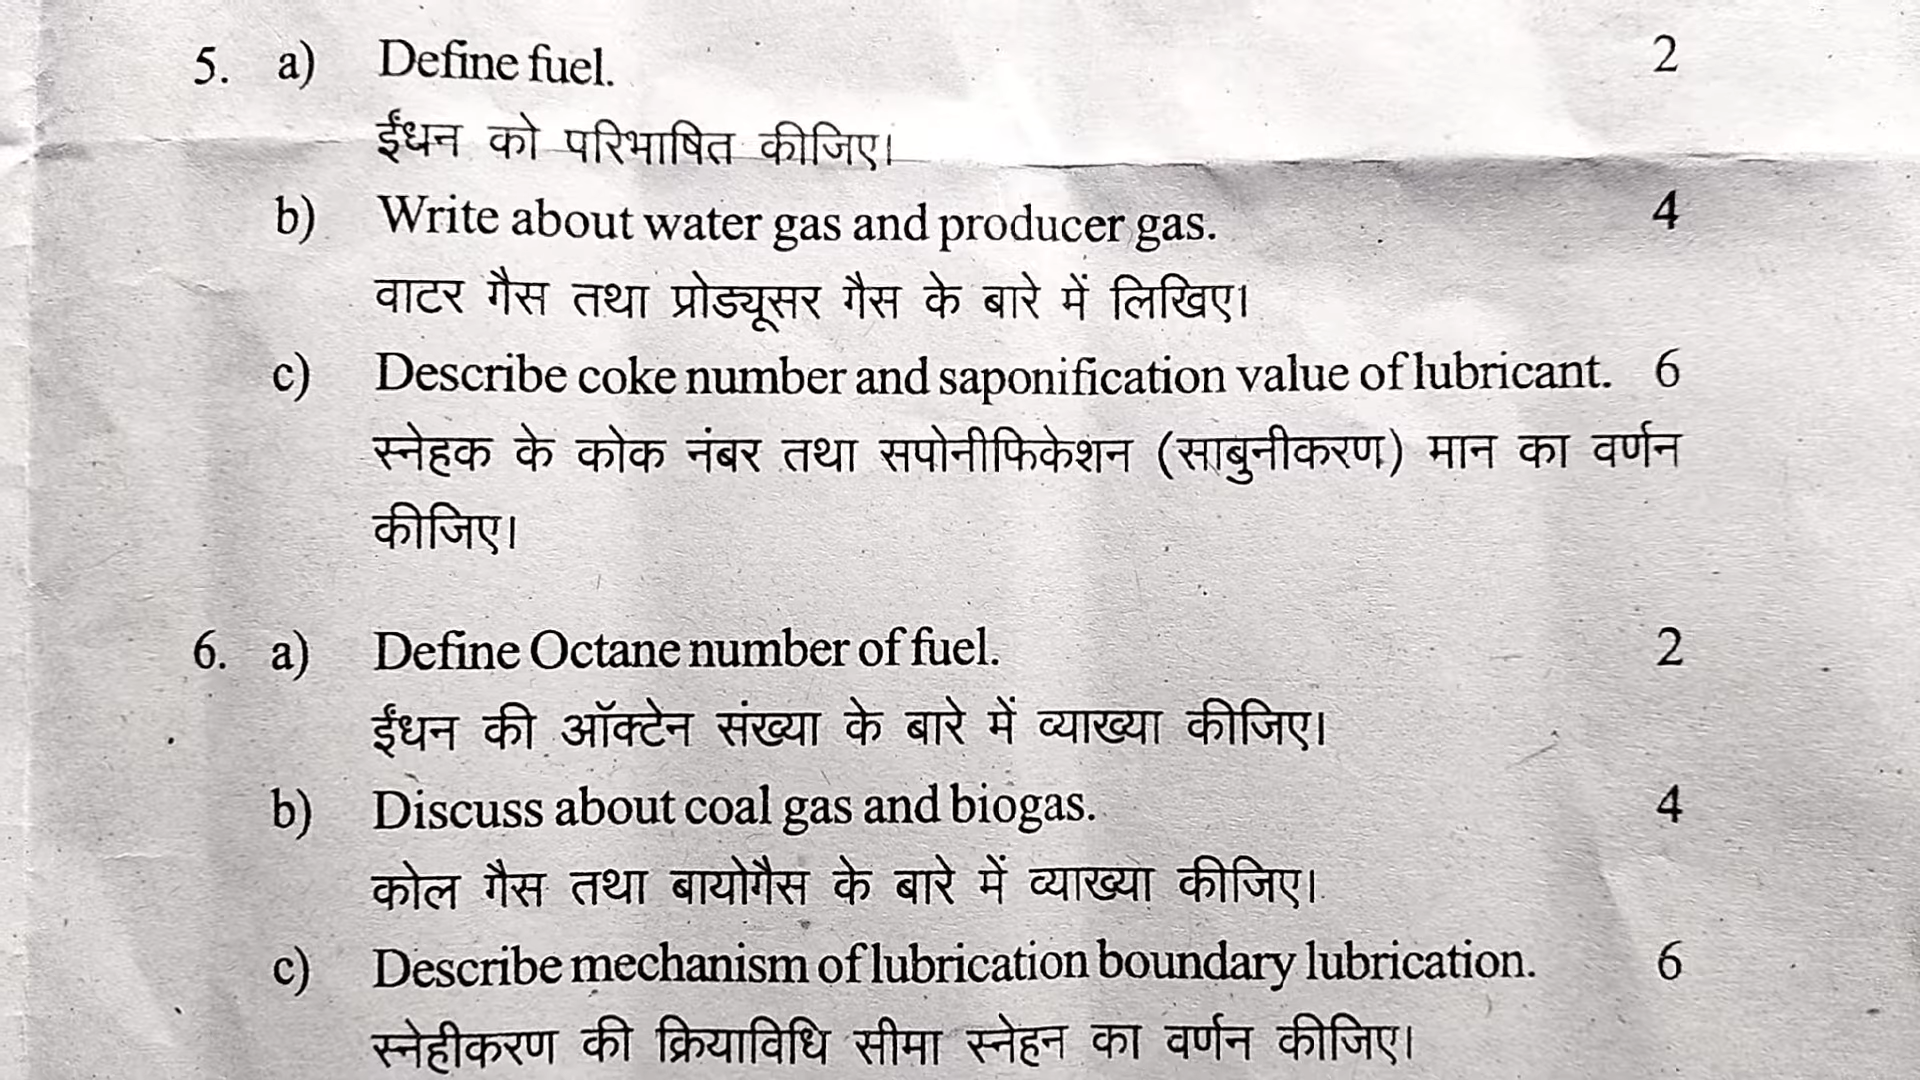 5. a) Define fuel. 2
ईंधन को परिभाषित कीजिए।
b) Write about water gas and producer gas. 4
वाटर गैस तथा प्रोड्यूसर गैस के बारे में लिखिए।
c) Describe coke number and saponification value of lubricant. 6
स्नेहक के कोक नंबर तथा सपोनीफिकेशन (साबुनीकरण) मान का वर्णन
कीजिए।
6. a) Define Octane number of fuel. 2
ईंधन की ऑक्टेन संख्या के बारे में व्याख्या कीजिए।
b) Discuss about coal gas and biogas. 4
कोल गैस तथा बायोगैस के बारे में व्याख्या कीजिए।
c) Describe mechanism of lubrication boundary lubrication. 6
स्नेहीकरण की क्रियाविधि सीमा स्नेहन का वर्णन कीजिए।